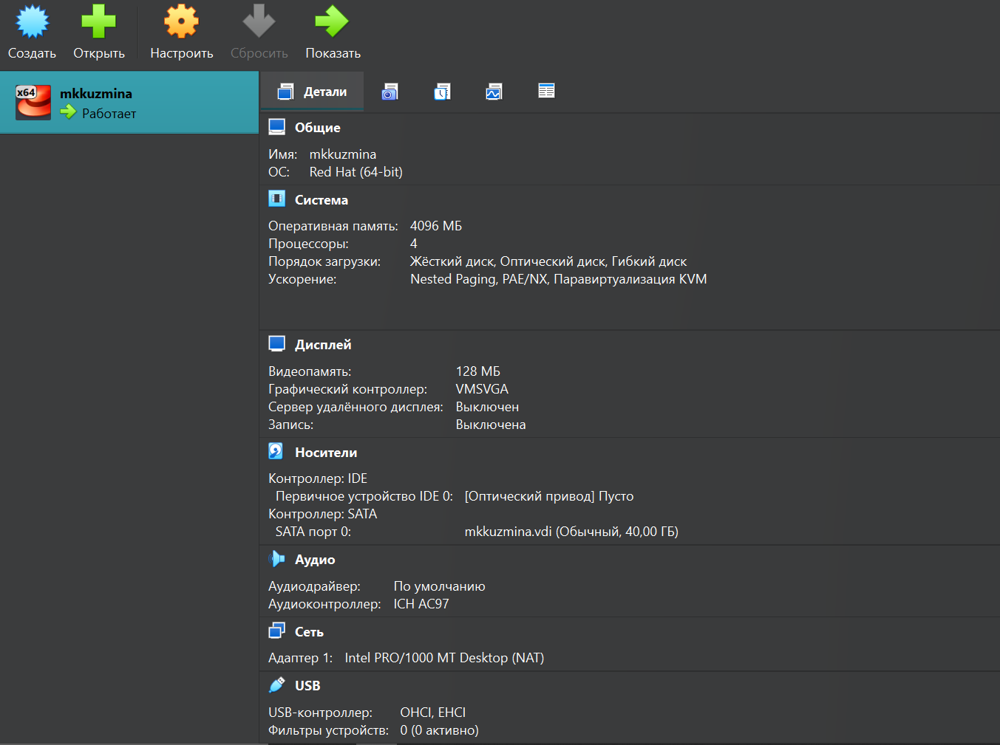 Создать Открыть Настроить Сбросить Показать
x64 mkkuzmina
Работает
Детали
Общие
Имя: mkkuzmina
ОС: Red Hat (64-bit)
Система
Оперативная память: 4096 МБ
Процессоры: 4
Порядок загрузки: Жёсткий диск, Оптический диск, Гибкий диск
Ускорение: Nested Paging, PAE/NX, Паравиртуализация KVM
Дисплей
Видеопамять: 128 МБ
Графический контроллер: VMSVGA
Сервер удалённого дисплея: Выключен
Запись: Выключена
Носители
Контроллер: IDE
Первичное устройство IDE 0: [Оптический привод] Пусто
Контроллер: SATA
SATA порт 0: mkkuzmina.vdi (Обычный, 40,00 ГБ)
Аудио
Аудиодрайвер: По умолчанию
Аудиоконтроллер: ICH AC97
Сеть
Адаптер 1: Intel PRO/1000 MT Desktop (NAT)
USB
USB-контроллер: OHCI, EHCI
Фильтры устройств: 0 (0 активно)